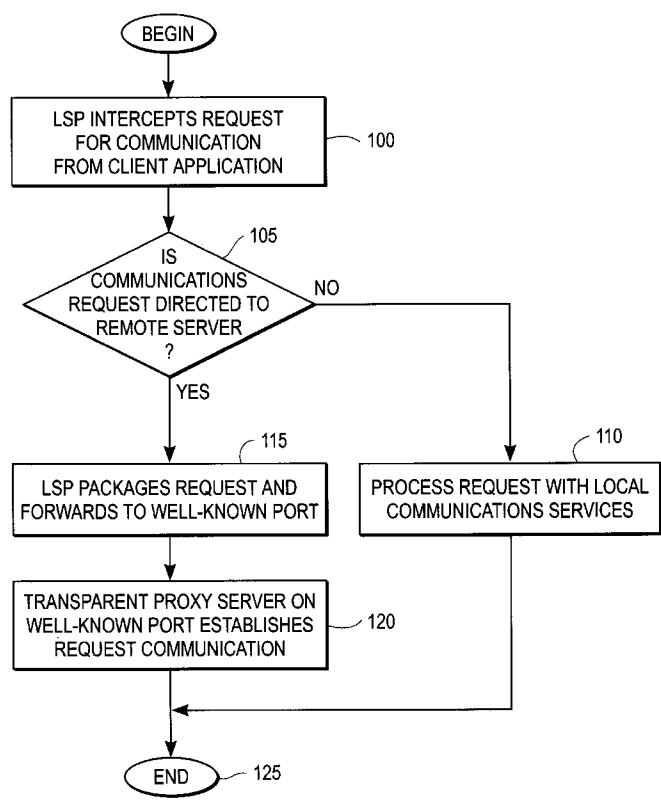 BEGIN
LSP INTERCEPTS REQUEST
FOR COMMUNICATION
FROM CLIENT APPLICATION
100
105
IS
COMMUNICATIONS
REQUEST DIRECTED TO
REMOTE SERVER
?
NO
YES
115
LSP PACKAGES REQUEST AND
FORWARDS TO WELL-KNOWN PORT
110
PROCESS REQUEST WITH LOCAL
COMMUNICATIONS SERVICES
TRANSPARENT PROXY SERVER ON
WELL-KNOWN PORT ESTABLISHES
REQUEST COMMUNICATION
120
END
125